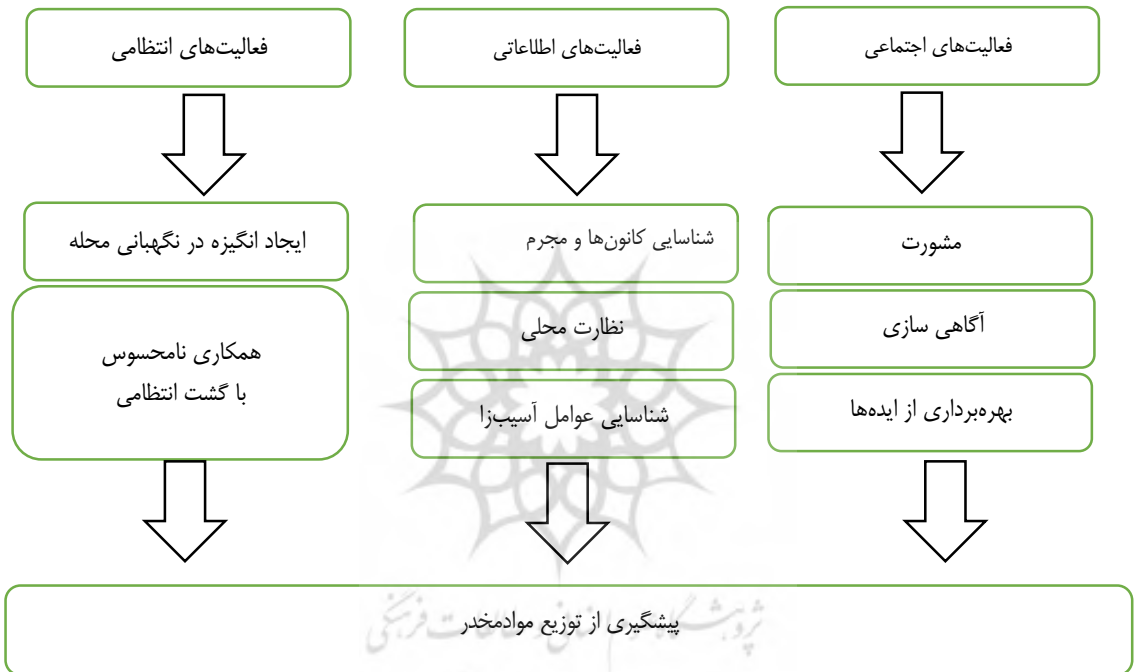 فعالیت‌های اجتماعی
فعالیت‌های اطلاعاتی
فعالیت‌های انتظامی
مشورت
شناسایی کانون‌ها و مجرم
ایجاد انگیزه در نگهبانی محله
آگاهی سازی
نظارت محلی
همکاری نامحسوس
با گشت انتظامی
بهره‌برداری از ایده‌ها
شناسایی عوامل آسیب‌زا
پیشگیری از توزیع موادمخدر